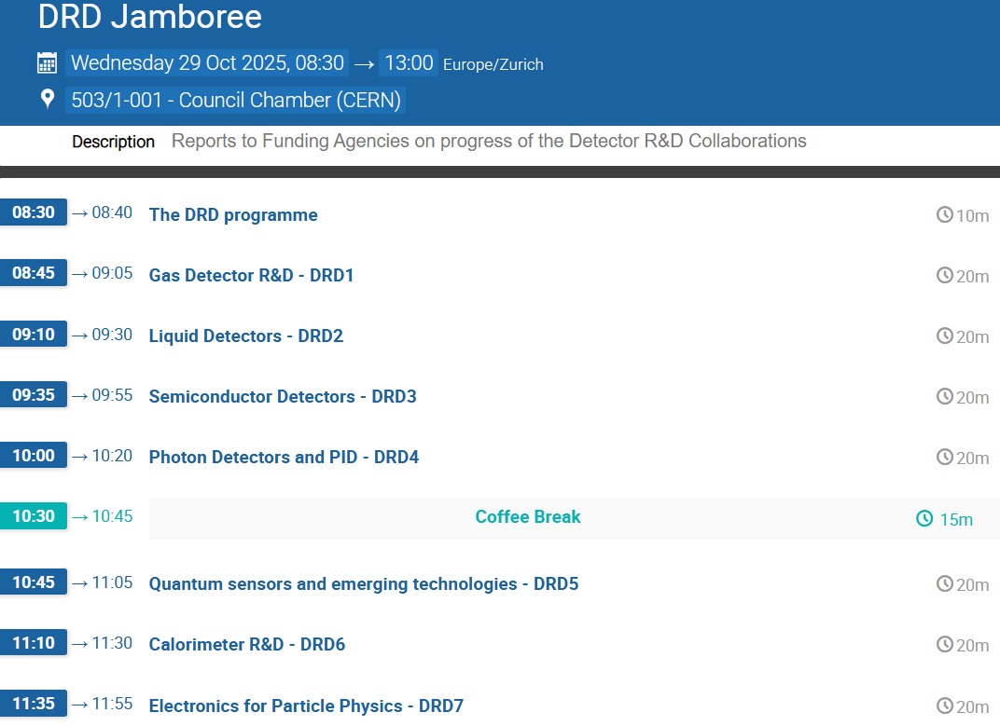 DRD Jamboree
Wednesday 29 Oct 2025, 08:30 → 13:00 Europe/Zurich
503/1-001 - Council Chamber (CERN)
Description Reports to Funding Agencies on progress of the Detector R&D Collaborations
08:30 → 08:40 The DRD programme 10m
08:45 → 09:05 Gas Detector R&D - DRD1 20m
09:10 → 09:30 Liquid Detectors - DRD2 20m
09:35 → 09:55 Semiconductor Detectors - DRD3 20m
10:00 → 10:20 Photon Detectors and PID - DRD4 20m
10:30 → 10:45 Coffee Break 15m
10:45 → 11:05 Quantum sensors and emerging technologies - DRD5 20m
11:10 → 11:30 Calorimeter R&D - DRD6 20m
11:35 → 11:55 Electronics for Particle Physics - DRD7 20m